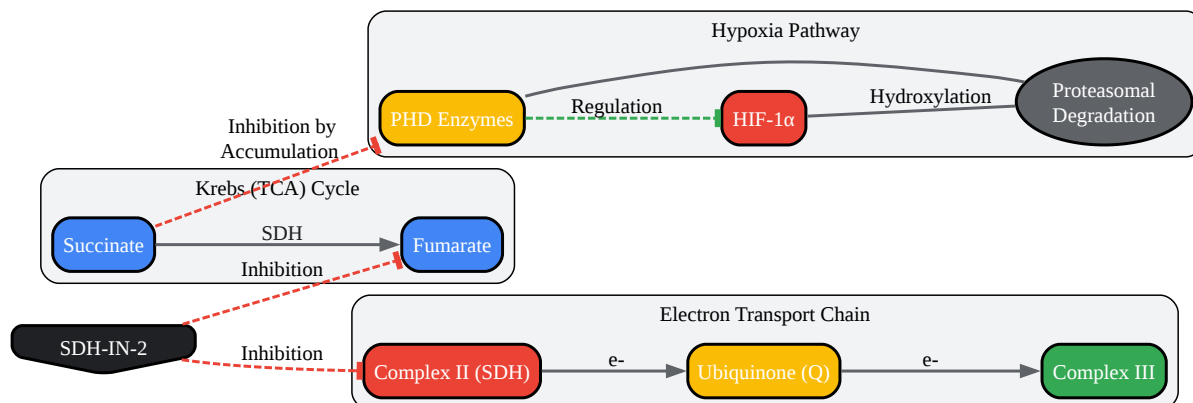 Hypoxia Pathway
PHD Enzymes
Regulation
HIF-1α
Hydroxylation
Proteasomal
Degradation
Inhibition by
Accumulation
Krebs (TCA) Cycle
Succinate
SDH
Fumarate
Inhibition
SDH-IN-2
Inhibition
Electron Transport Chain
Complex II (SDH)
e-
Ubiquinone (Q)
e-
Complex III